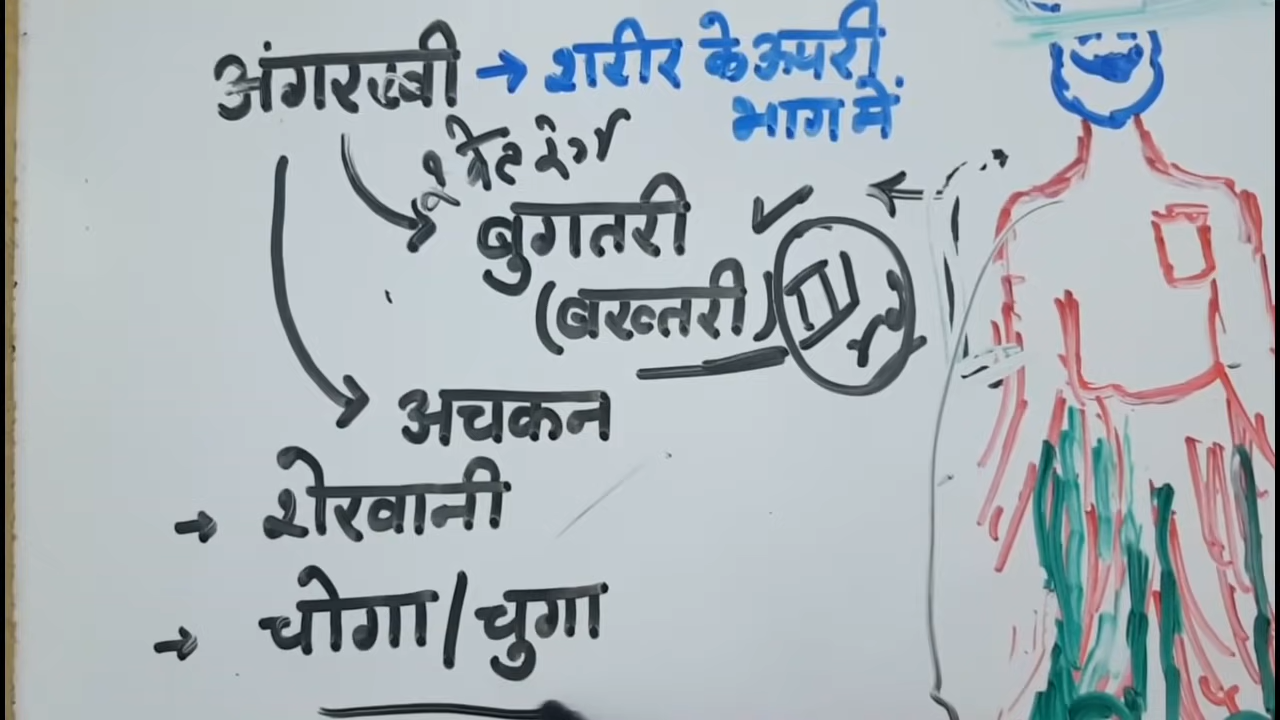 अंगरखी → शरीर के ऊपरी
भाग में
बुगतरी ✓
(बख्तरी)
अचकन
→ शेरवानी
→ चोगा/चुगा